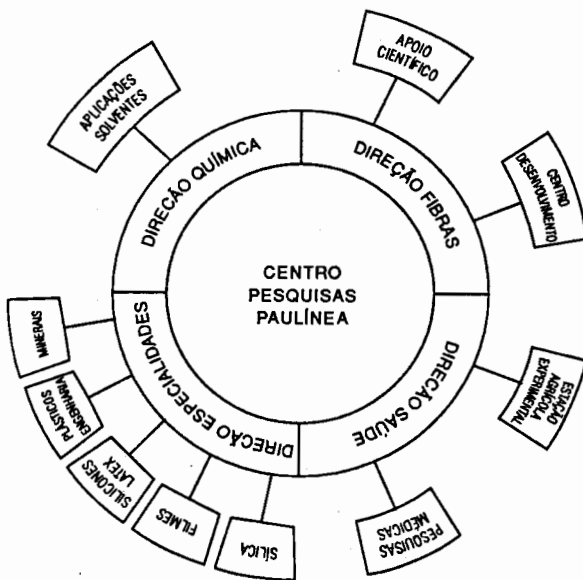 APOIO
CIENTÍFICO
APLICAÇÕES
SOLVENTES
DIREÇÃO QUÍMICA
DIREÇÃO FIBRAS
CENTRO
DESENVOLVIMENTO
CENTRO
PESQUISAS
PAULÍNEA
MINERAIS
PLÁSTICOS
ENGENHARIA
SILICONES
LATEX
FILMES
SÍLICA
DIREÇÃO ESPECIALIDADES
DIREÇÃO SAÚDE
ESTAÇÃO
AGRÍCOLA
EXPERIMENTAL
PESQUISAS
MÉDICAS